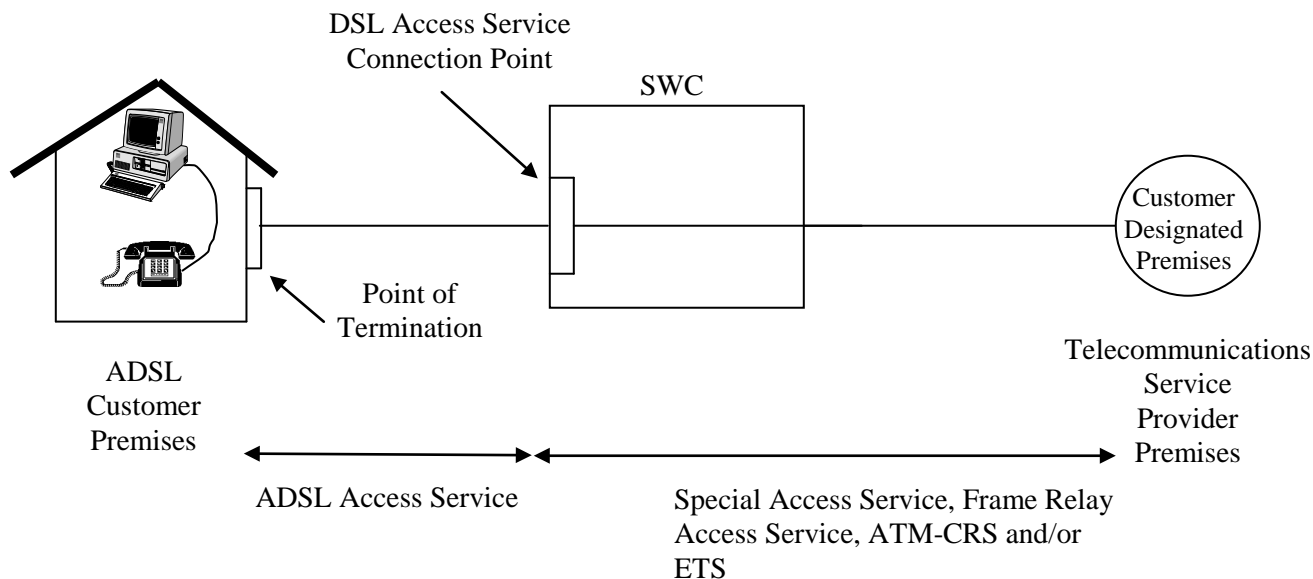 DSL Access Service
Connection Point
SWC
Customer
Designated
Premises
Point of
Termination
ADSL
Customer
Premises
Telecommunications
Service
Provider
Premises
ADSL Access Service
Special Access Service, Frame Relay
Access Service, ATM-CRS and/or
ETS